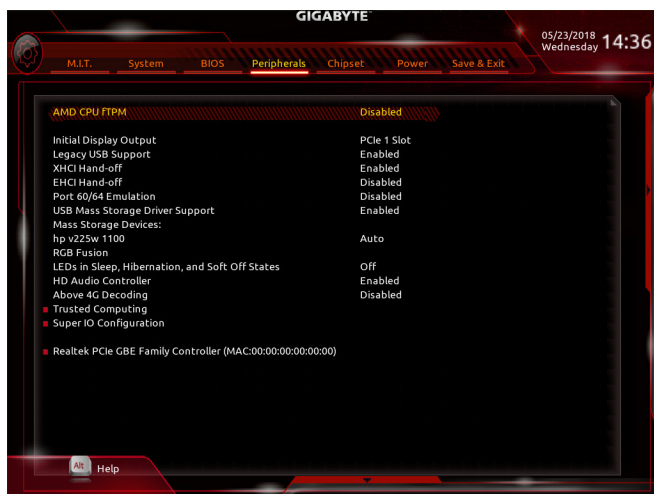 GIGABYTE™
05/23/2018 Wednesday 14:36
M.I.T. System BIOS Peripherals Chipset Power Save & Exit
AMD CPU fTPM Disabled
Initial Display Output PCIe 1 Slot
Legacy USB Support Enabled
XHCI Hand-off Enabled
EHCI Hand-off Disabled
Port 60/64 Emulation Disabled
USB Mass Storage Driver Support Enabled
Mass Storage Devices:
hp v225w 1100 Auto
RGB Fusion
LEDs in Sleep, Hibernation, and Soft Off States Off
HD Audio Controller Enabled
Above 4G Decoding Disabled
Trusted Computing
Super IO Configuration
Realtek PCIe GBE Family Controller (MAC:00:00:00:00:00:00)
Alt Help